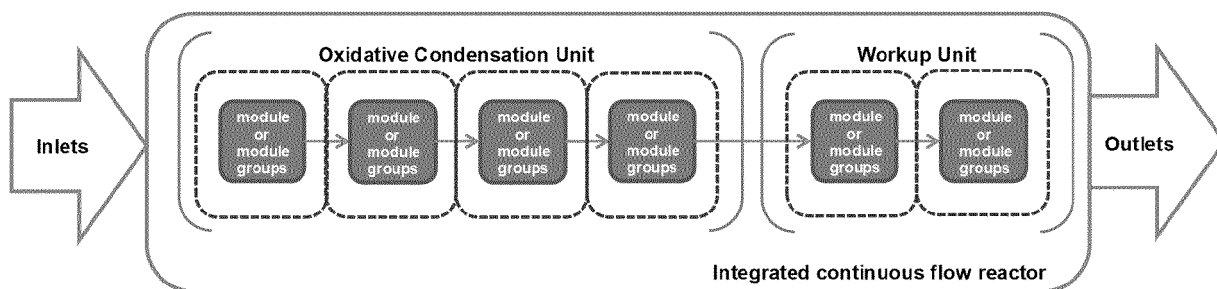 Oxidative Condensation Unit
Workup Unit
Inlets
module
or
module
groups
module
or
module
groups
module
or
module
groups
module
or
module
groups
module
or
module
groups
module
or
module
groups
Outlets
Integrated continuous flow reactor